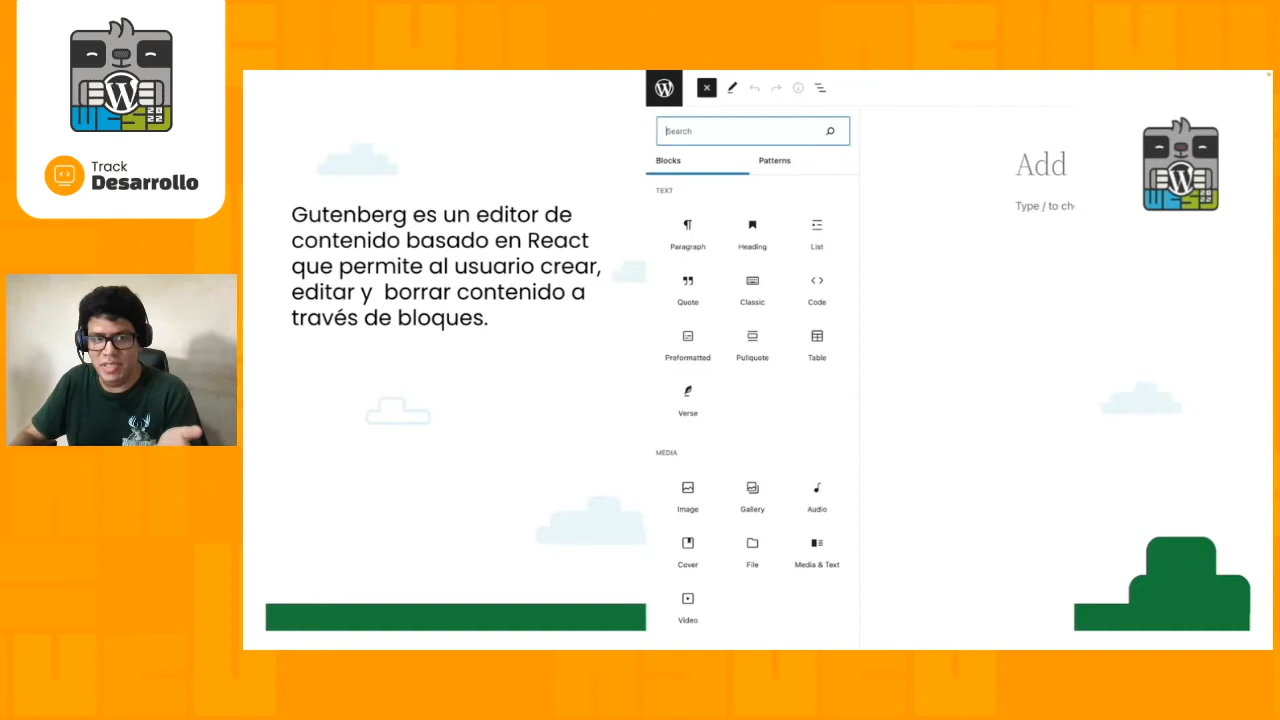 WESJ
2022
Track
Desarrollo
Gutenberg es un editor de
contenido basado en React
que permite al usuario crear,
editar y borrar contenido a
través de bloques.
Search
Blocks Patterns
TEXT
Paragraph Heading List
Quote Classic Code
Preformatted Pullquote Table
Verse
MEDIA
Image Gallery Audio
Cover File Media & Text
Video
Add
Type / to ch